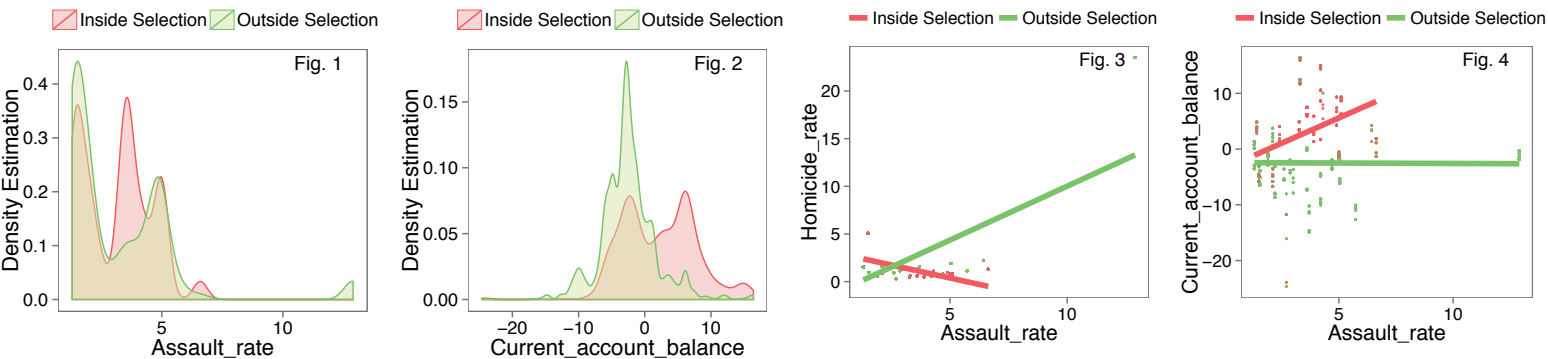 Inside Selection Outside Selection
Fig. 1
Density Estimation
0.4
0.3
0.2
0.1
0.0
5 10
Assault_rate
Inside Selection Outside Selection
Fig. 2
Density Estimation
0.15
0.10
0.05
0.00
−20 −10 0 10
Current_account_balance
Inside Selection Outside Selection
Fig. 3
Homicide_rate
20
15
10
5
0
5 10
Assault_rate
Inside Selection Outside Selection
Fig. 4
Current_account_balance
10
0
−10
−20
5 10
Assault_rate